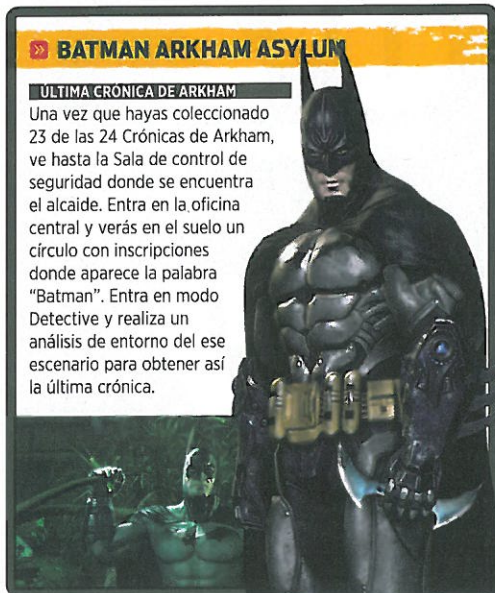 BATMAN ARKHAM ASYLUM
ÚLTIMA CRÓNICA DE ARKHAM
Una vez que hayas coleccionado
23 de las 24 Crónicas de Arkham,
ve hasta la Sala de control de
seguridad donde se encuentra
el alcaide. Entra en la oficina
central y verás en el suelo un
círculo con inscripciones
donde aparece la palabra
“Batman”. Entra en modo
Detective y realiza un
análisis de entorno del ese
escenario para obtener así
la última crónica.